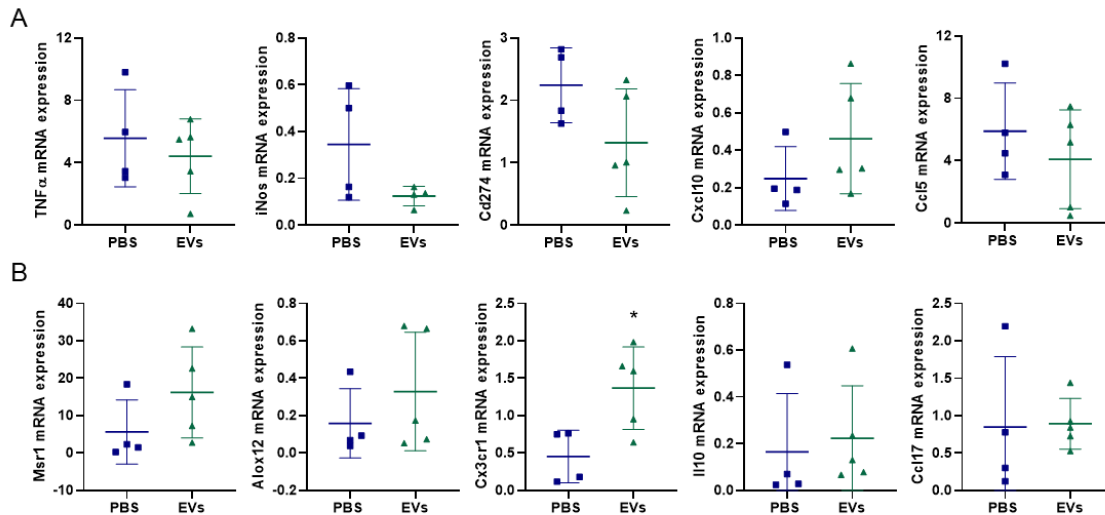 A
TNFα mRNA expression
12
8
4
0
PBS EVs
iNos mRNA expression
0.8
0.6
0.4
0.2
0.0
PBS EVs
Cd274 mRNA expression
3
2
1
0
PBS EVs
Cxcl10 mRNA expression
1.0
0.8
0.6
0.4
0.2
0.0
PBS EVs
Ccl5 mRNA expression
12
8
4
0
PBS EVs
B
Msr1 mRNA expression
40
30
20
10
0
-10
PBS EVs
Alox12 mRNA expression
0.8
0.6
0.4
0.2
0.0
-0.2
PBS EVs
Cx3cr1 mRNA expression
2.5
2.0
1.5
1.0
0.5
0.0
*
PBS EVs
Il10 mRNA expression
0.8
0.6
0.4
0.2
0.0
PBS EVs
Ccl17 mRNA expression
2.5
2.0
1.5
1.0
0.5
0.0
PBS EVs